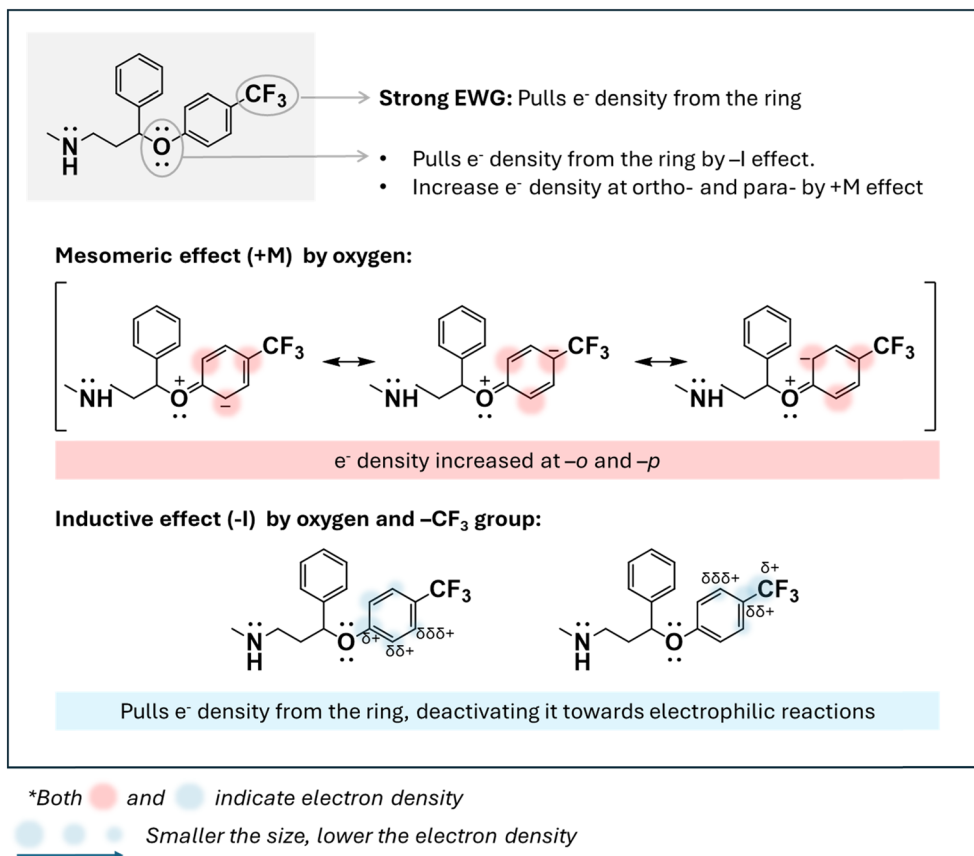 CF₃
N
H
O
Strong EWG: Pulls e⁻ density from the ring
• Pulls e⁻ density from the ring by –I effect.
• Increase e⁻ density at ortho- and para- by +M effect
Mesomeric effect (+M) by oxygen:
CF₃ CF₃ CF₃
NH + O – NH + O – NH + O –
e⁻ density increased at –o and –p
Inductive effect (-I) by oxygen and –CF₃ group:
CF₃ δδδ+ δ+ CF₃
N H O δ+ δδ+ δδδ+ N H O δδ+
Pulls e⁻ density from the ring, deactivating it towards electrophilic reactions
*Both and indicate electron density
Smaller the size, lower the electron density